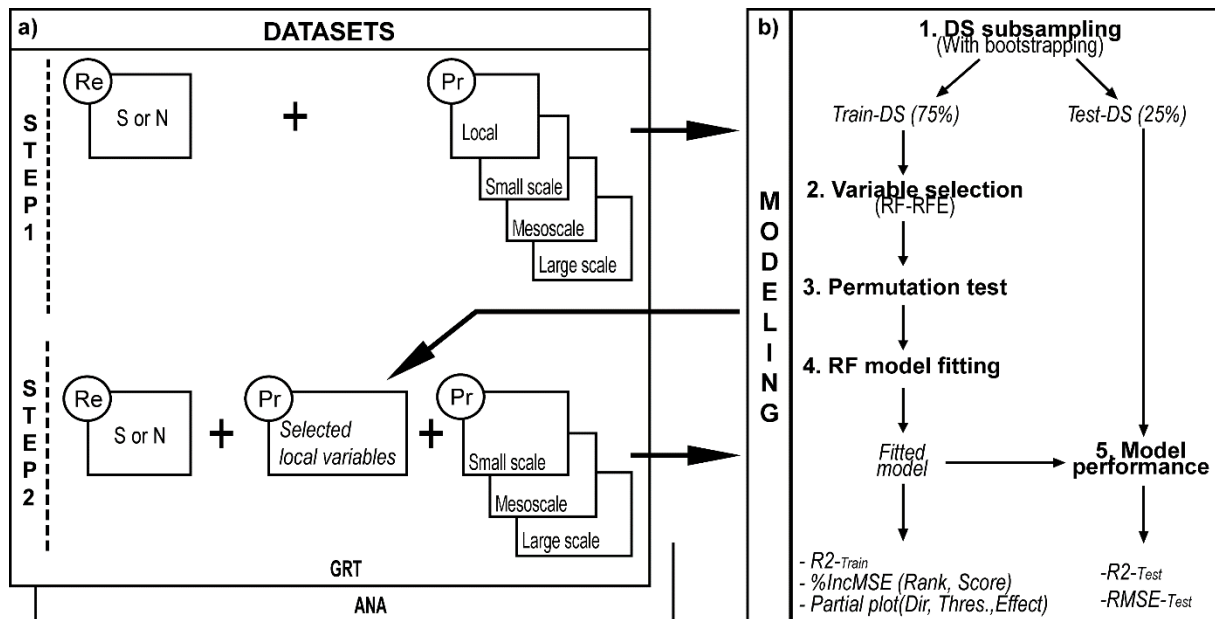 a)
DATASETS
STEP1
Re
S or N
+
Pr
Local
Small scale
Mesoscale
Large scale
STEP2
Re
S or N
+
Pr
Selected
local variables
+
Pr
Small scale
Mesoscale
Large scale
GRT
ANA
MODELING
b)
1. DS subsampling
(With bootstrapping)
Train-DS (75%)
Test-DS (25%)
2. Variable selection
(RF-RFE)
3. Permutation test
4. RF model fitting
Fitted
model
5. Model
performance
- R2-Train
- %IncMSE (Rank, Score)
- Partial plot(Dir, Thres.,Effect)
-R2-Test
-RMSE-Test